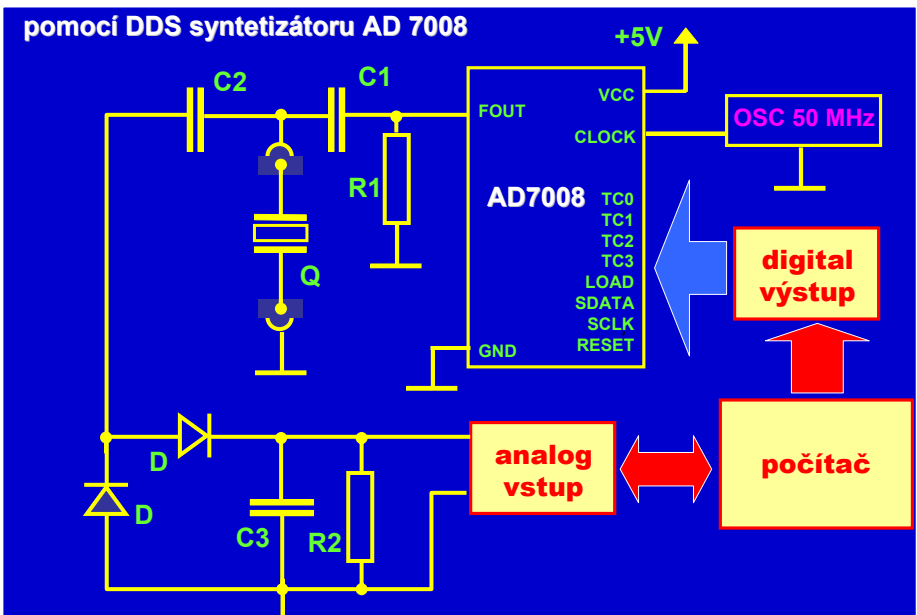 pomocí DDS syntetizátoru AD 7008
+5V
C2
C1
FOUT
VCC
CLOCK
OSC 50 MHz
R1
AD7008
TC0
TC1
TC2
TC3
LOAD
SDATA
SCLK
RESET
Q
GND
digital
výstup
D
D
C3
R2
analog
vstup
počítač